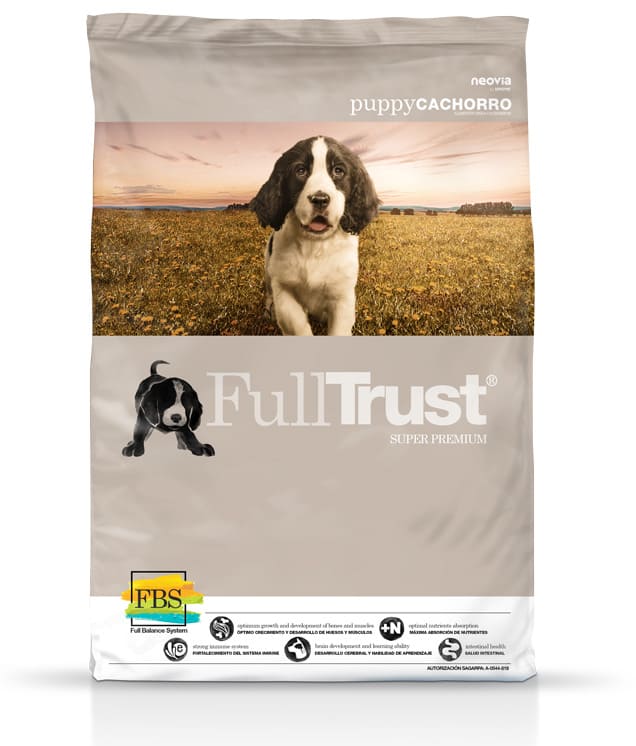 neovia
puppyCACHORRO
FullTrust®
SUPER PREMIUM
FBS
Full Balance System
optimum growth and development of bones and muscles
ÓPTIMO CRECIMIENTO Y DESARROLLO DE HUESOS Y MÚSCULOS
+N
optimal nutrients absorption
MÁXIMA ABSORCIÓN DE NUTRIENTES
strong immune system
FORTALECIMIENTO DEL SISTEMA INMUNE
brain development and learning ability
DESARROLLO CEREBRAL Y HABILIDAD DE APRENDIZAJE
intestinal health
SALUD INTESTINAL
AUTORIZACIÓN SAGARPA: A-0544-019